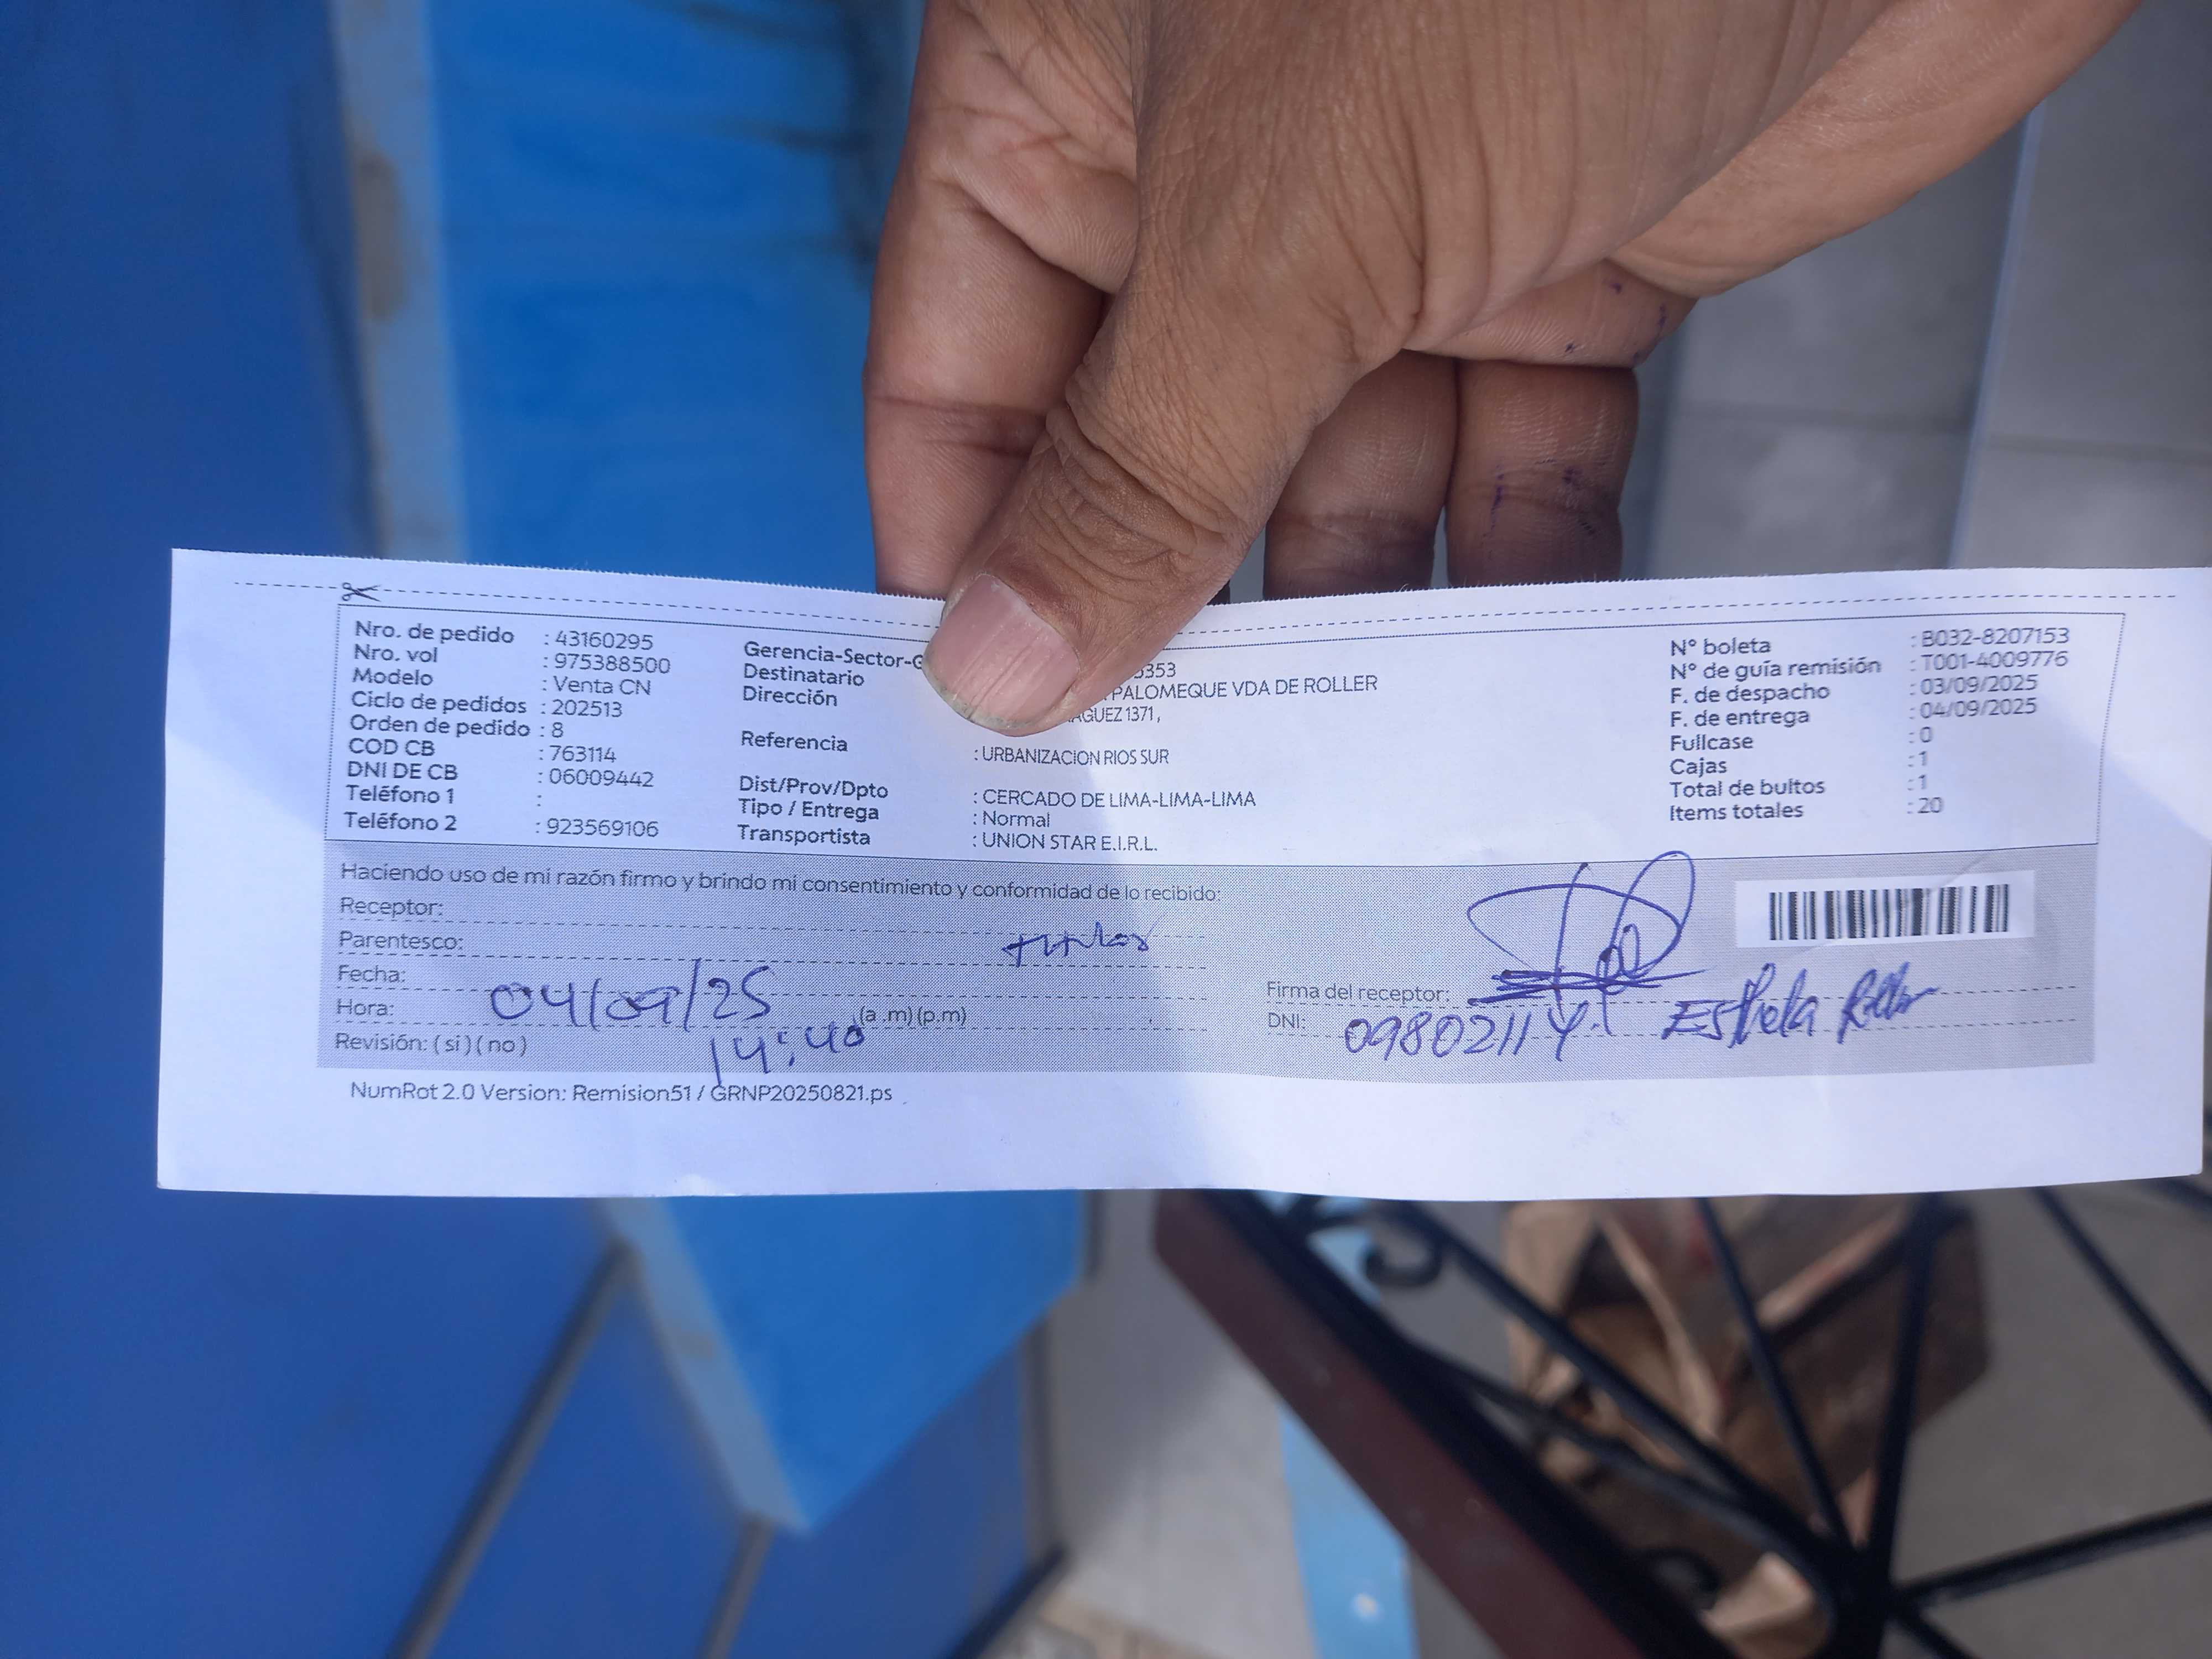 Nro. de pedido : 43160295
Nro. vol : 975388500
Modelo : Venta CN
Ciclo de pedidos : 202513
Orden de pedido : 8
COD CB : 763114
DNI DE CB : 06009442
Teléfono 1 :
Teléfono 2 : 923569106
Gerencia-Sector-G 353
Destinatario PALOMEQUE VDA DE ROLLER
Dirección GUEZ 1371,
Referencia : URBANIZACION RIOS SUR
Dist/Prov/Dpto : CERCADO DE LIMA-LIMA-LIMA
Tipo / Entrega : Normal
Transportista : UNION STAR E.I.R.L.
N° boleta : B032-8207153
N° de guía remisión : T001-4009776
F. de despacho : 03/09/2025
F. de entrega : 04/09/2025
Fullcase : 0
Cajas : 1
Total de bultos : 1
Items totales : 20
Haciendo uso de mi razón firmo y brindo mi consentimiento y conformidad de lo recibido:
Receptor:
Parentesco:
Fecha: 04/09/25
Hora: 14:40 (a .m) (p.m)
Revisión: ( si ) ( no )
Firma del receptor:
DNI: 09802114 Esthela Roller
NumRot 2.0 Version: Remision51 / GRNP20250821.ps